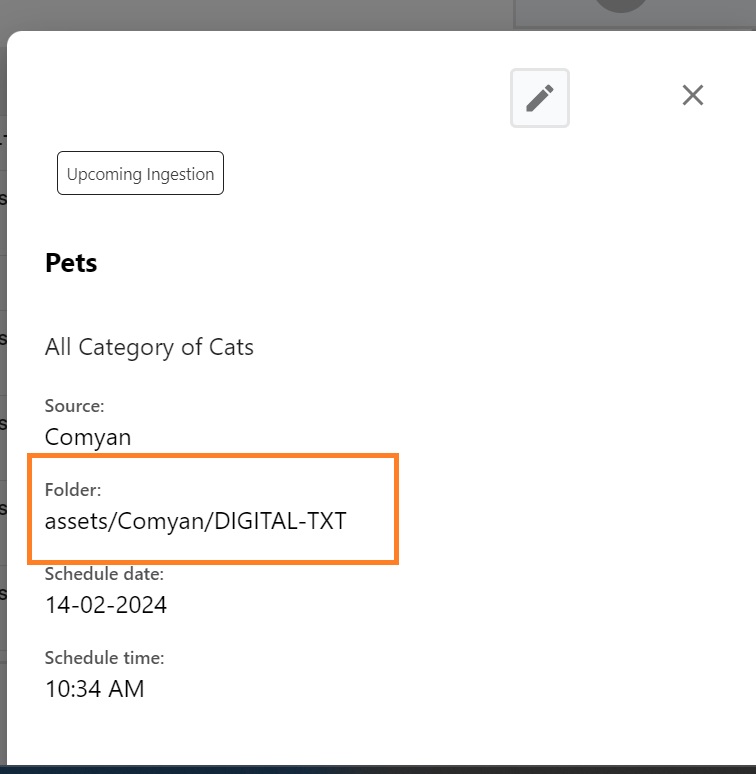 Upcoming Ingestion
Pets
All Category of Cats
Source:
Comyan
Folder:
assets/Comyan/DIGITAL-TXT
Schedule date:
14-02-2024
Schedule time:
10:34 AM